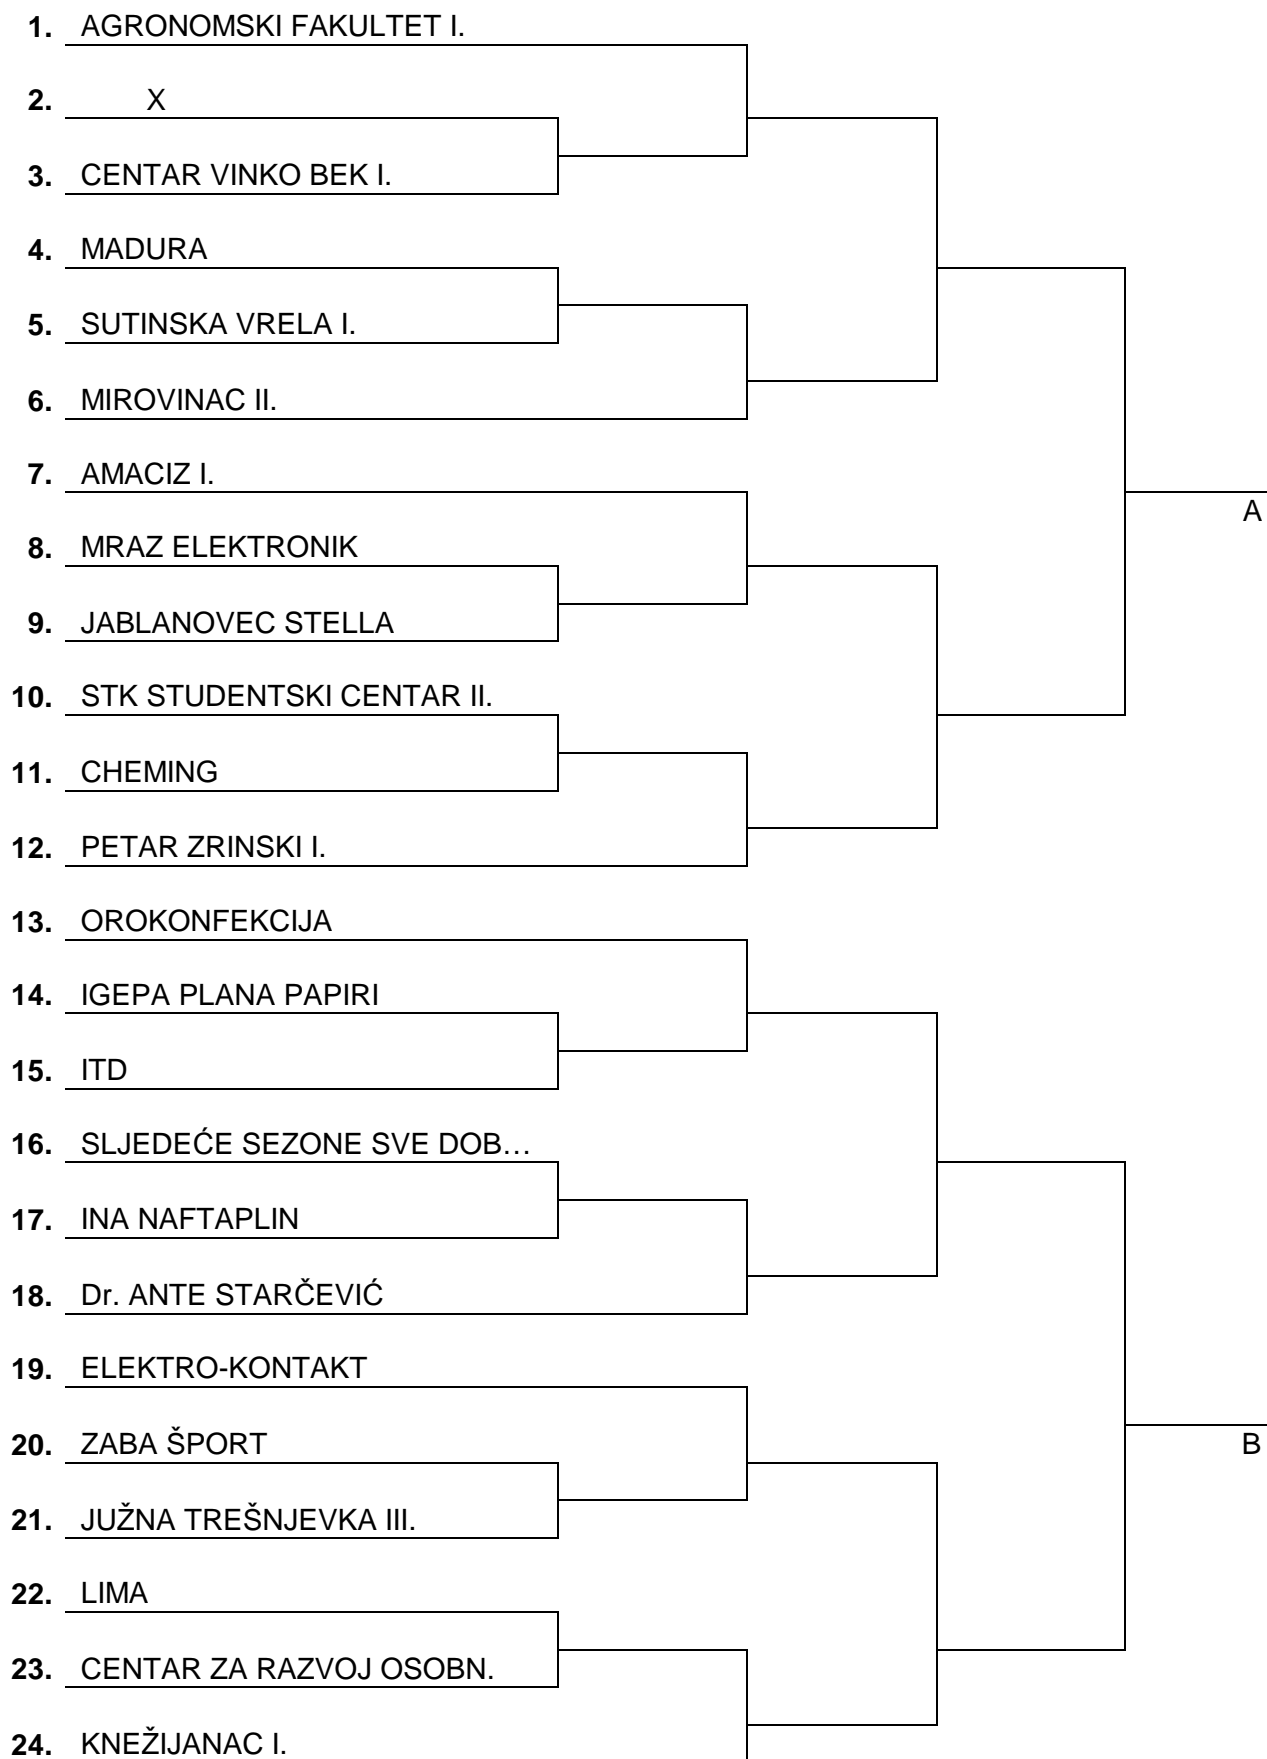 1. AGRONOMSKI FAKULTET I.
2. X
3. CENTAR VINKO BEK I.
4. MADURA
5. SUTINSKA VRELA I.
6. MIROVINAC II.
7. AMACIZ I.
A
8. MRAZ ELEKTRONIK
9. JABLANOVEC STELLA
10. STK STUDENTSKI CENTAR II.
11. CHEMING
12. PETAR ZRINSKI I.
13. OROKONFEKCIJA
14. IGEPA PLANA PAPIRI
15. ITD
16. SLJEDEĆE SEZONE SVE DOB…
17. INA NAFTAPLIN
18. Dr. ANTE STARČEVIĆ
19. ELEKTRO-KONTAKT
20. ZABA ŠPORT
B
21. JUŽNA TREŠNJEVKA III.
22. LIMA
23. CENTAR ZA RAZVOJ OSOBN.
24. KNEŽIJANAC I.